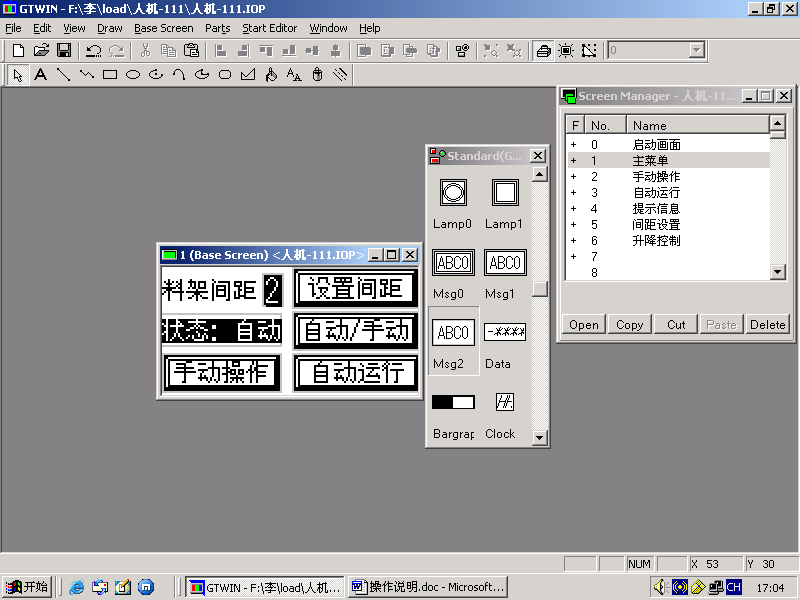 GTWIN - F:\李\load\人机-111\人机-111.IOP
File Edit View Draw Base Screen Parts Start Editor Window Help
0
Screen Manager - 人机-11...
F No. Name
+ 0 启动画面
+ 1 主菜单
+ 2 手动操作
+ 3 自动运行
+ 4 提示信息
+ 5 间距设置
+ 6 升降控制
+ 7
8
Open Copy Cut Paste Delete
Standard(G...
Lamp0 Lamp1
ABC0 ABC0
Msg0 Msg1
ABC0 -xxxx
Msg2 Data
H:
Bargrap Clock
1 (Base Screen) <人机-111.IOP>
料架间距 2 设置间距
状态: 自动 自动/手动
手动操作 自动运行
NUM X 53 Y 30
开始 GTWIN - F:\李\load\人机... 操作说明.doc - Microsoft... CH 17:04